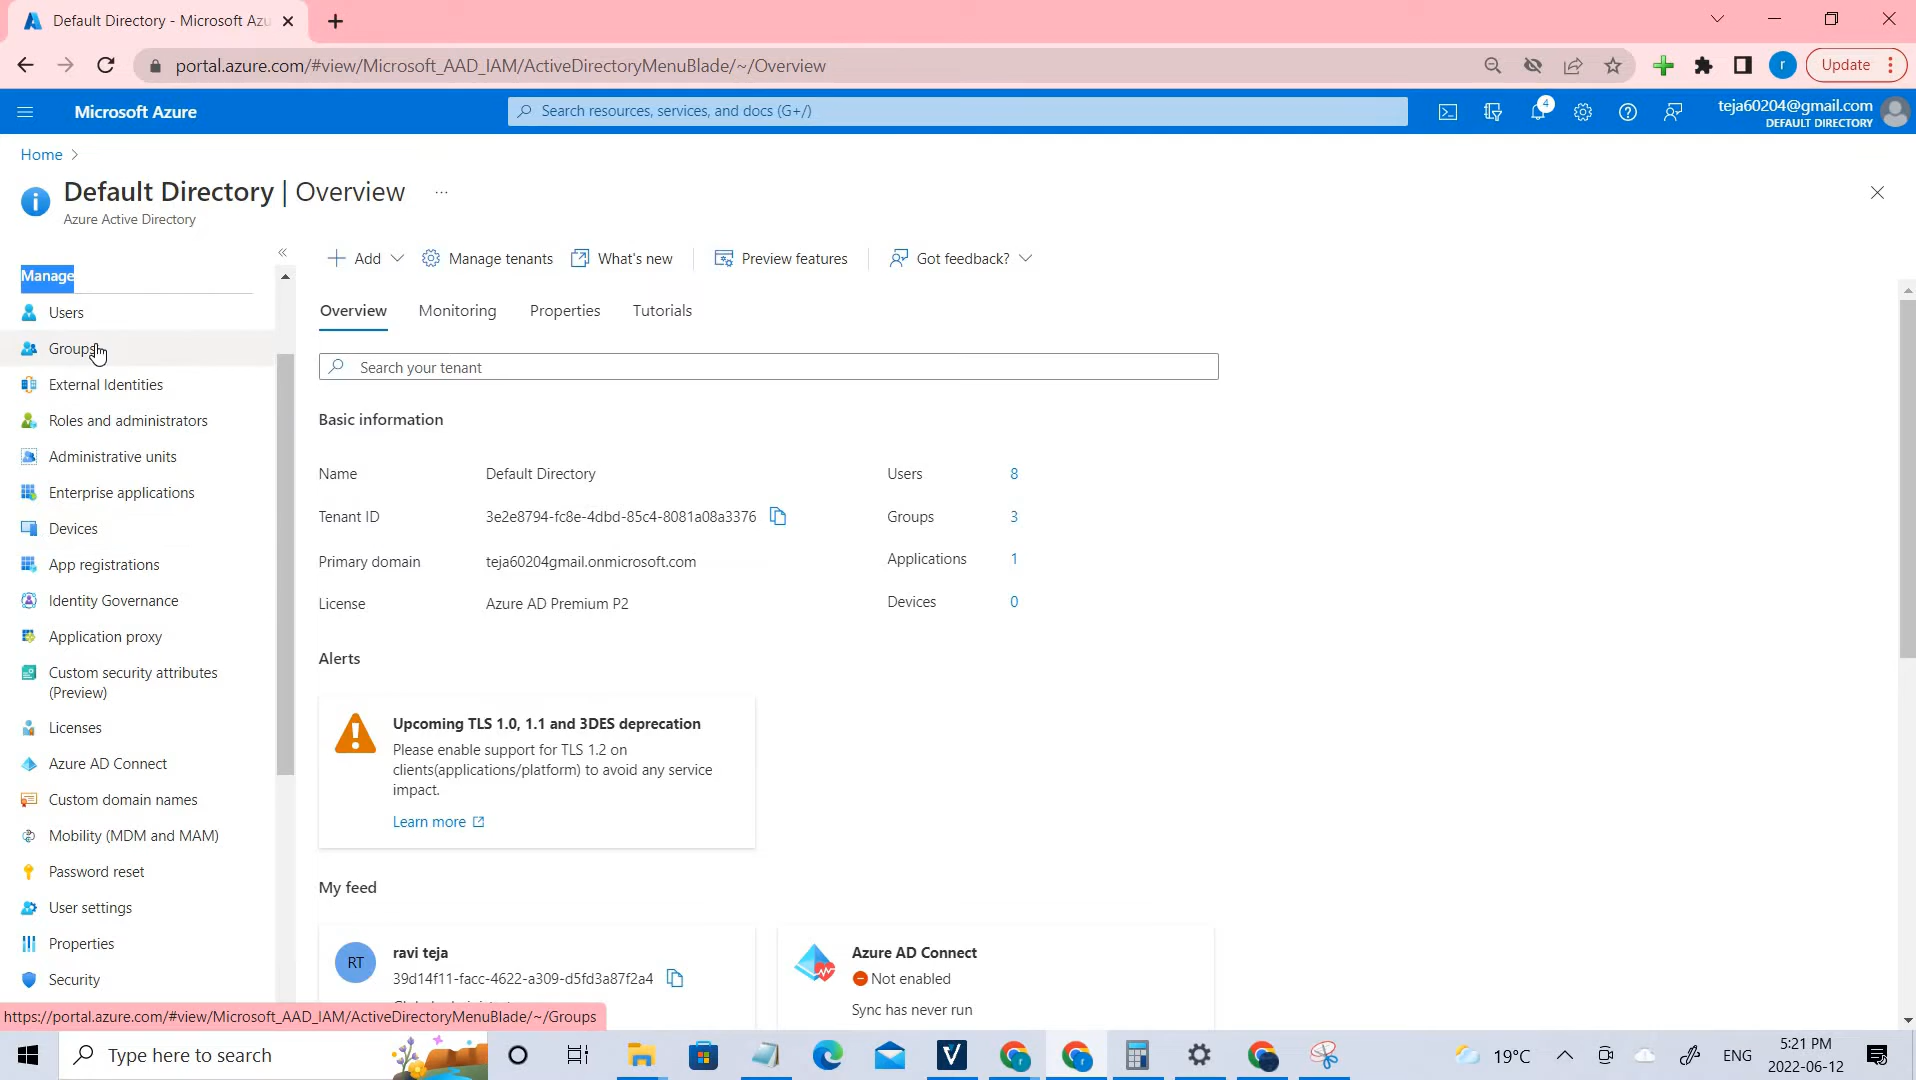 Default Directory - Microsoft Azu
portal.azure.com/#view/Microsoft_AAD_IAM/ActiveDirectoryMenuBlade/~/Overview
r
Update
Microsoft Azure
Search resources, services, and docs (G+/)
4
teja60204@gmail.com
DEFAULT DIRECTORY
Home
Default Directory | Overview
Azure Active Directory
Manage
Users
Groups
External Identities
Roles and administrators
Administrative units
Enterprise applications
Devices
App registrations
Identity Governance
Application proxy
Custom security attributes
(Preview)
Licenses
Azure AD Connect
Custom domain names
Mobility (MDM and MAM)
Password reset
User settings
Properties
Security
Add
Manage tenants
What's new
Preview features
Got feedback?
Overview
Monitoring
Properties
Tutorials
Search your tenant
Basic information
Name
Default Directory
Users
8
Tenant ID
3e2e8794-fc8e-4dbd-85c4-8081a08a3376
Groups
3
Primary domain
teja60204gmail.onmicrosoft.com
Applications
1
License
Azure AD Premium P2
Devices
0
Alerts
Upcoming TLS 1.0, 1.1 and 3DES deprecation
Please enable support for TLS 1.2 on
clients(applications/platform) to avoid any service
impact.
Learn more
My feed
RT
ravi teja
39d14f11-facc-4622-a309-d5fd3a87f2a4
Azure AD Connect
Not enabled
Sync has never run
https://portal.azure.com/#view/Microsoft_AAD_IAM/ActiveDirectoryMenuBlade/~/Groups
Type here to search
V
19°C
ENG
5:21 PM
2022-06-12